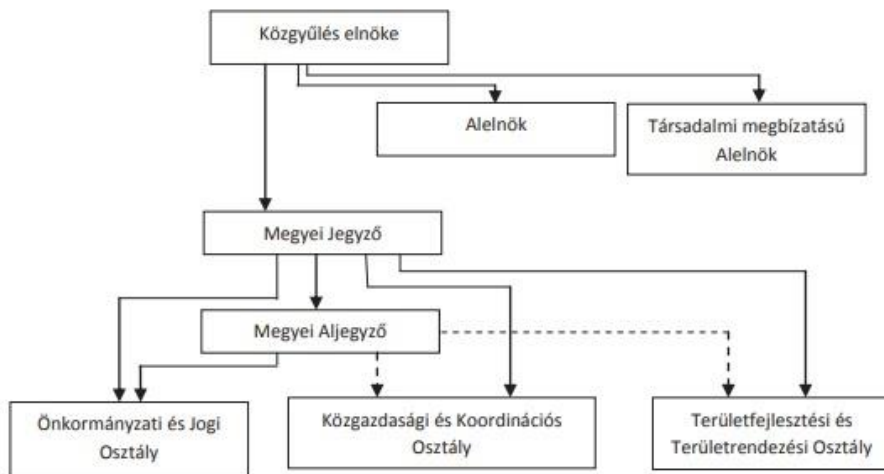 Közgyűlés elnöke
Alelnök
Társadalmi megbízatású
Alelnök
Megyei Jegyző
Megyei Aljegyző
Önkormányzati és Jogi
Osztály
Közgazdasági és Koordinációs
Osztály
Területfejlesztési és
Területrendezési Osztály